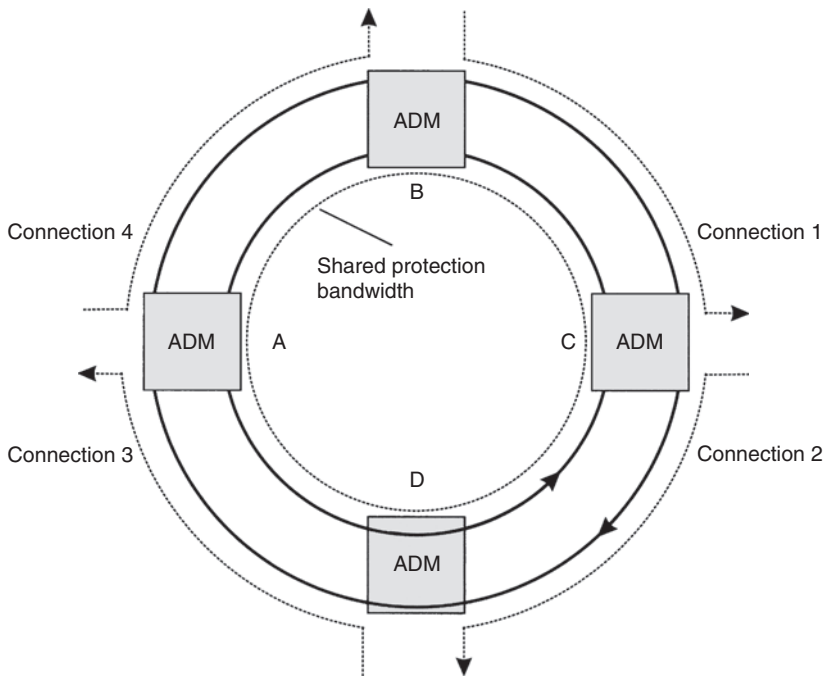 ADM
B
Connection 4
Connection 1
Shared protection
bandwidth
ADM
A
C
ADM
Connection 3
Connection 2
D
ADM